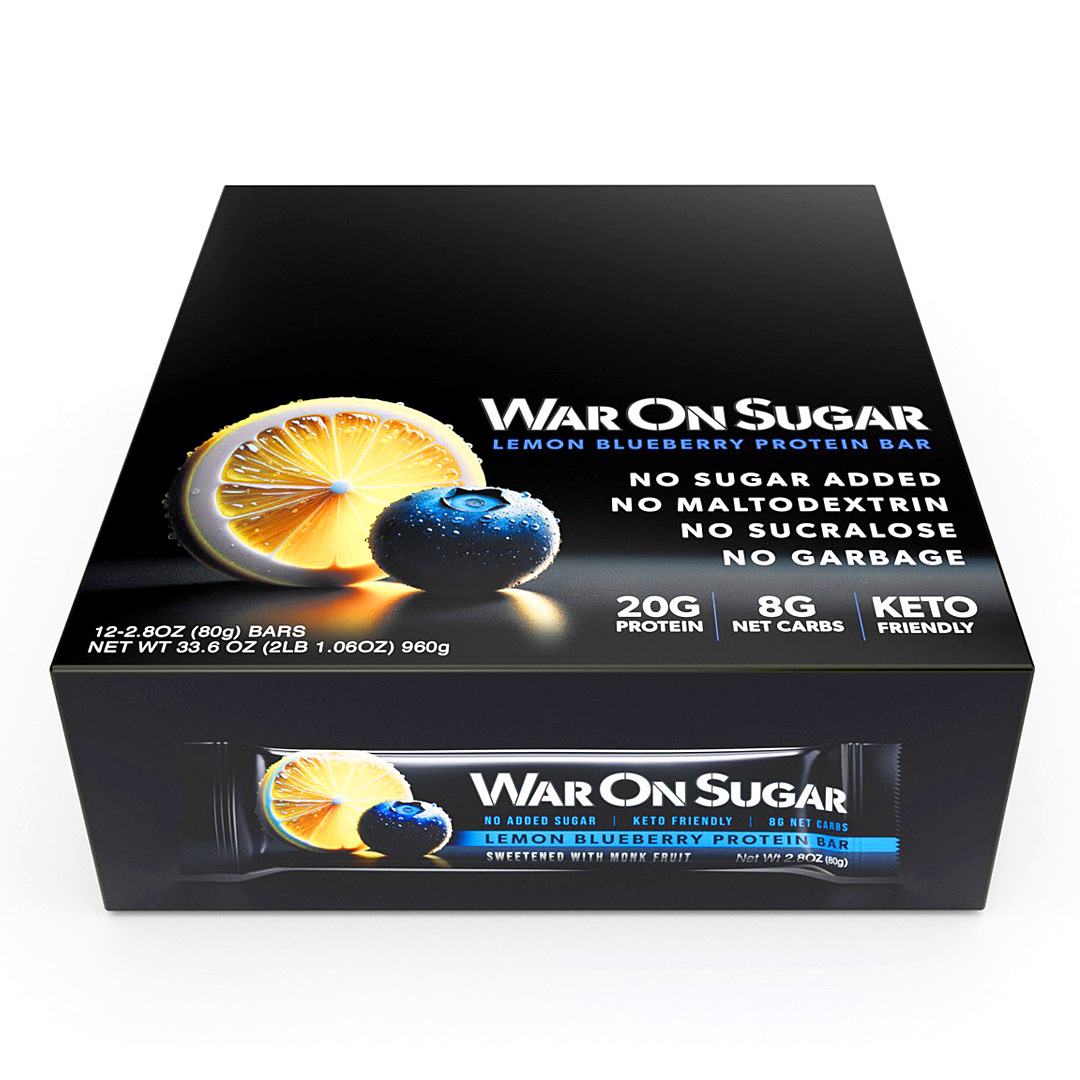 WAR ON SUGAR
LEMON BLUEBERRY PROTEIN BAR
NO SUGAR ADDED
NO MALTODEXTRIN
NO SUCRALOSE
NO GARBAGE
20G PROTEIN | 8G NET CARBS | KETO FRIENDLY
12-2.8OZ (80g) BARS
NET WT 33.6 OZ (2LB 1.06OZ) 960g
WAR ON SUGAR
NO ADDED SUGAR | KETO FRIENDLY | 8G NET CARBS
LEMON BLUEBERRY PROTEIN BAR
SWEETENED WITH MONK FRUIT Net Wt 2.8OZ (80g)